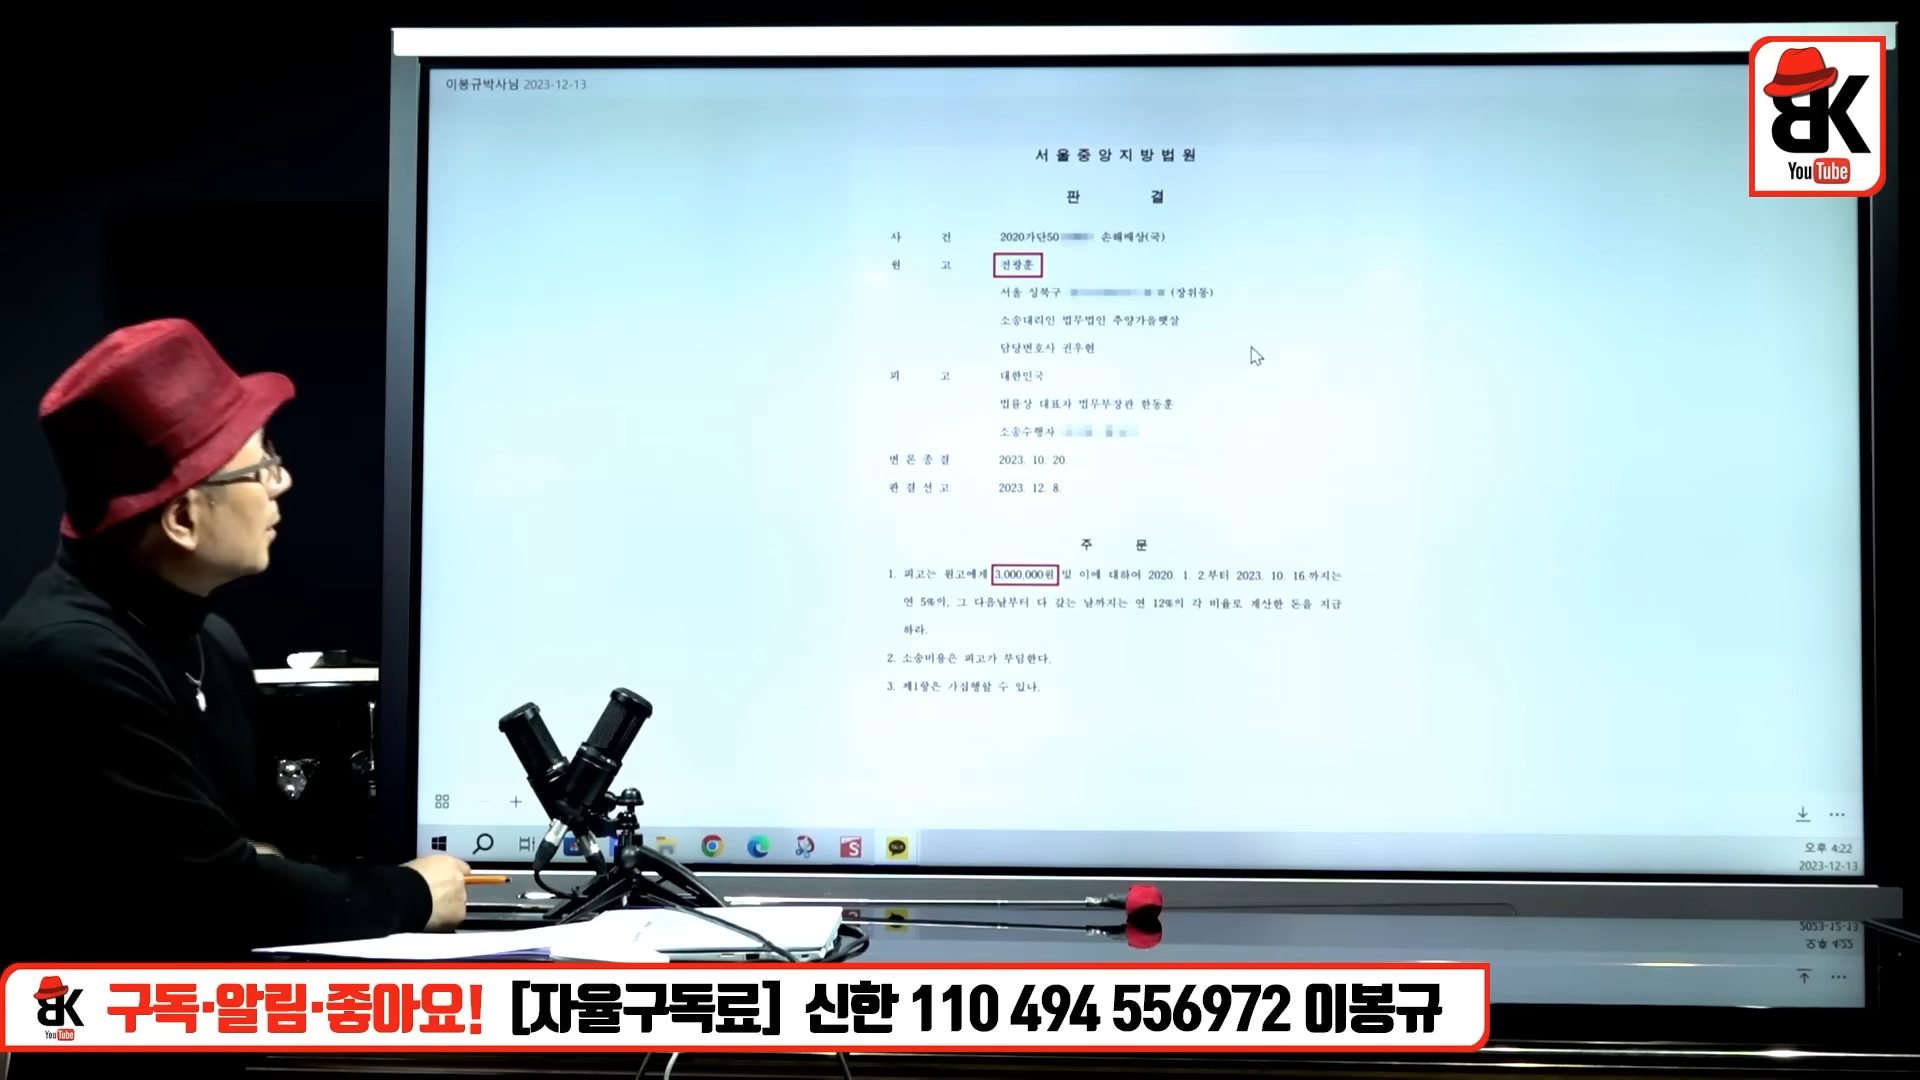 이봉규박사님 2023-12-13
BK
YouTube
서울중앙지방법원
판 결
사 건 2020가단50 손해배상(국)
원 고 전광훈
서울 성북구 (장위동)
소송대리인 법무법인 추양가을햇살
담당변호사 권우현
피 고 대한민국
법률상 대표자 법무부장관 한동훈
소송수행자
변론종결 2023. 10. 20.
판결선고 2023. 12. 8.
주 문
1. 피고는 원고에게 3,000,000원 및 이에 대하여 2020. 1. 2.부터 2023. 10. 16.까지는
연 5%의, 그 다음날부터 다 갚는 날까지는 연 12%의 각 비율로 계산한 돈을 지급
하라.
2. 소송비용은 피고가 부담한다.
3. 제1항은 가집행할 수 있다.
오후 4:22
2023-12-13
BK
YouTube
구독·알림·좋아요! [자율구독료] 신한 110 494 556972 이봉규